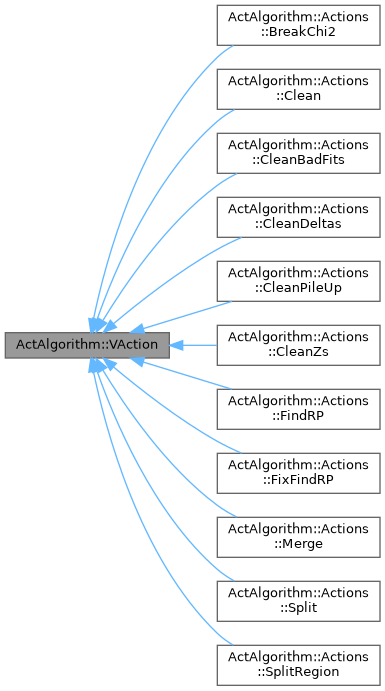 ActAlgorithm::Actions
::BreakChi2
ActAlgorithm::Actions
::Clean
ActAlgorithm::Actions
::CleanBadFits
ActAlgorithm::Actions
::CleanDeltas
ActAlgorithm::Actions
::CleanPileUp
ActAlgorithm::VAction
ActAlgorithm::Actions
::CleanZs
ActAlgorithm::Actions
::FindRP
ActAlgorithm::Actions
::FixFindRP
ActAlgorithm::Actions
::Merge
ActAlgorithm::Actions
::Split
ActAlgorithm::Actions
::SplitRegion